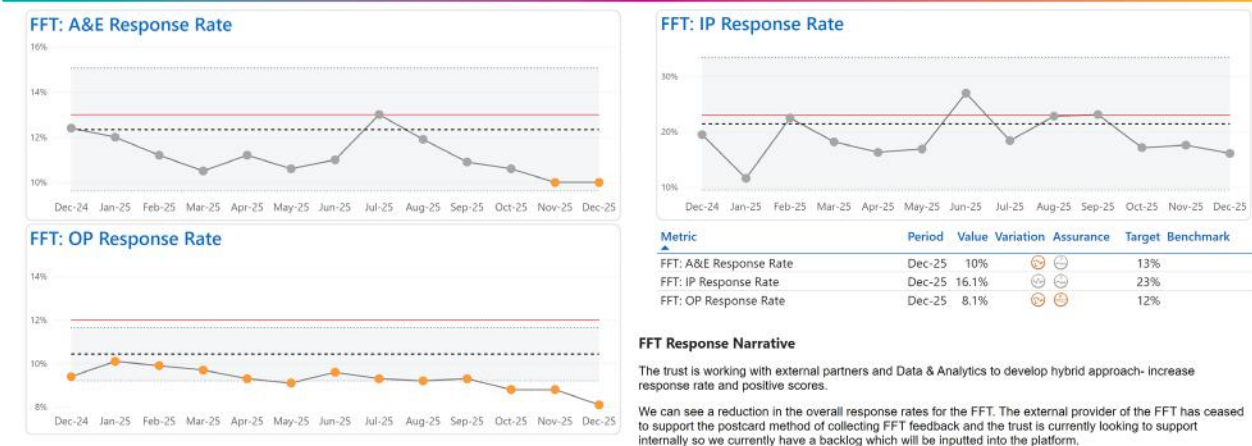 FFT: A&E Response Rate
16%
14%
12%
10%
Dec-24 Jan-25 Feb-25 Mar-25 Apr-25 May-25 Jun-25 Jul-25 Aug-25 Sep-25 Oct-25 Nov-25 Dec-25
FFT: IP Response Rate
30%
20%
10%
Dec-24 Jan-25 Feb-25 Mar-25 Apr-25 May-25 Jun-25 Jul-25 Aug-25 Sep-25 Oct-25 Nov-25 Dec-25
FFT: OP Response Rate
14%
12%
10%
8%
Dec-24 Jan-25 Feb-25 Mar-25 Apr-25 May-25 Jun-25 Jul-25 Aug-25 Sep-25 Oct-25 Nov-25 Dec-25
Metric Period Value Variation Assurance Target Benchmark
FFT: A&E Response Rate Dec-25 10% 13%
FFT: IP Response Rate Dec-25 16.1% 23%
FFT: OP Response Rate Dec-25 8.1% 12%
FFT Response Narrative
The trust is working with external partners and Data & Analytics to develop hybrid approach- increase
response rate and positive scores.
We can see a reduction in the overall response rates for the FFT. The external provider of the FFT has ceased
to support the postcard method of collecting FFT feedback and the trust is currently looking to support
internally so we currently have a backlog which will be inputted into the platform.